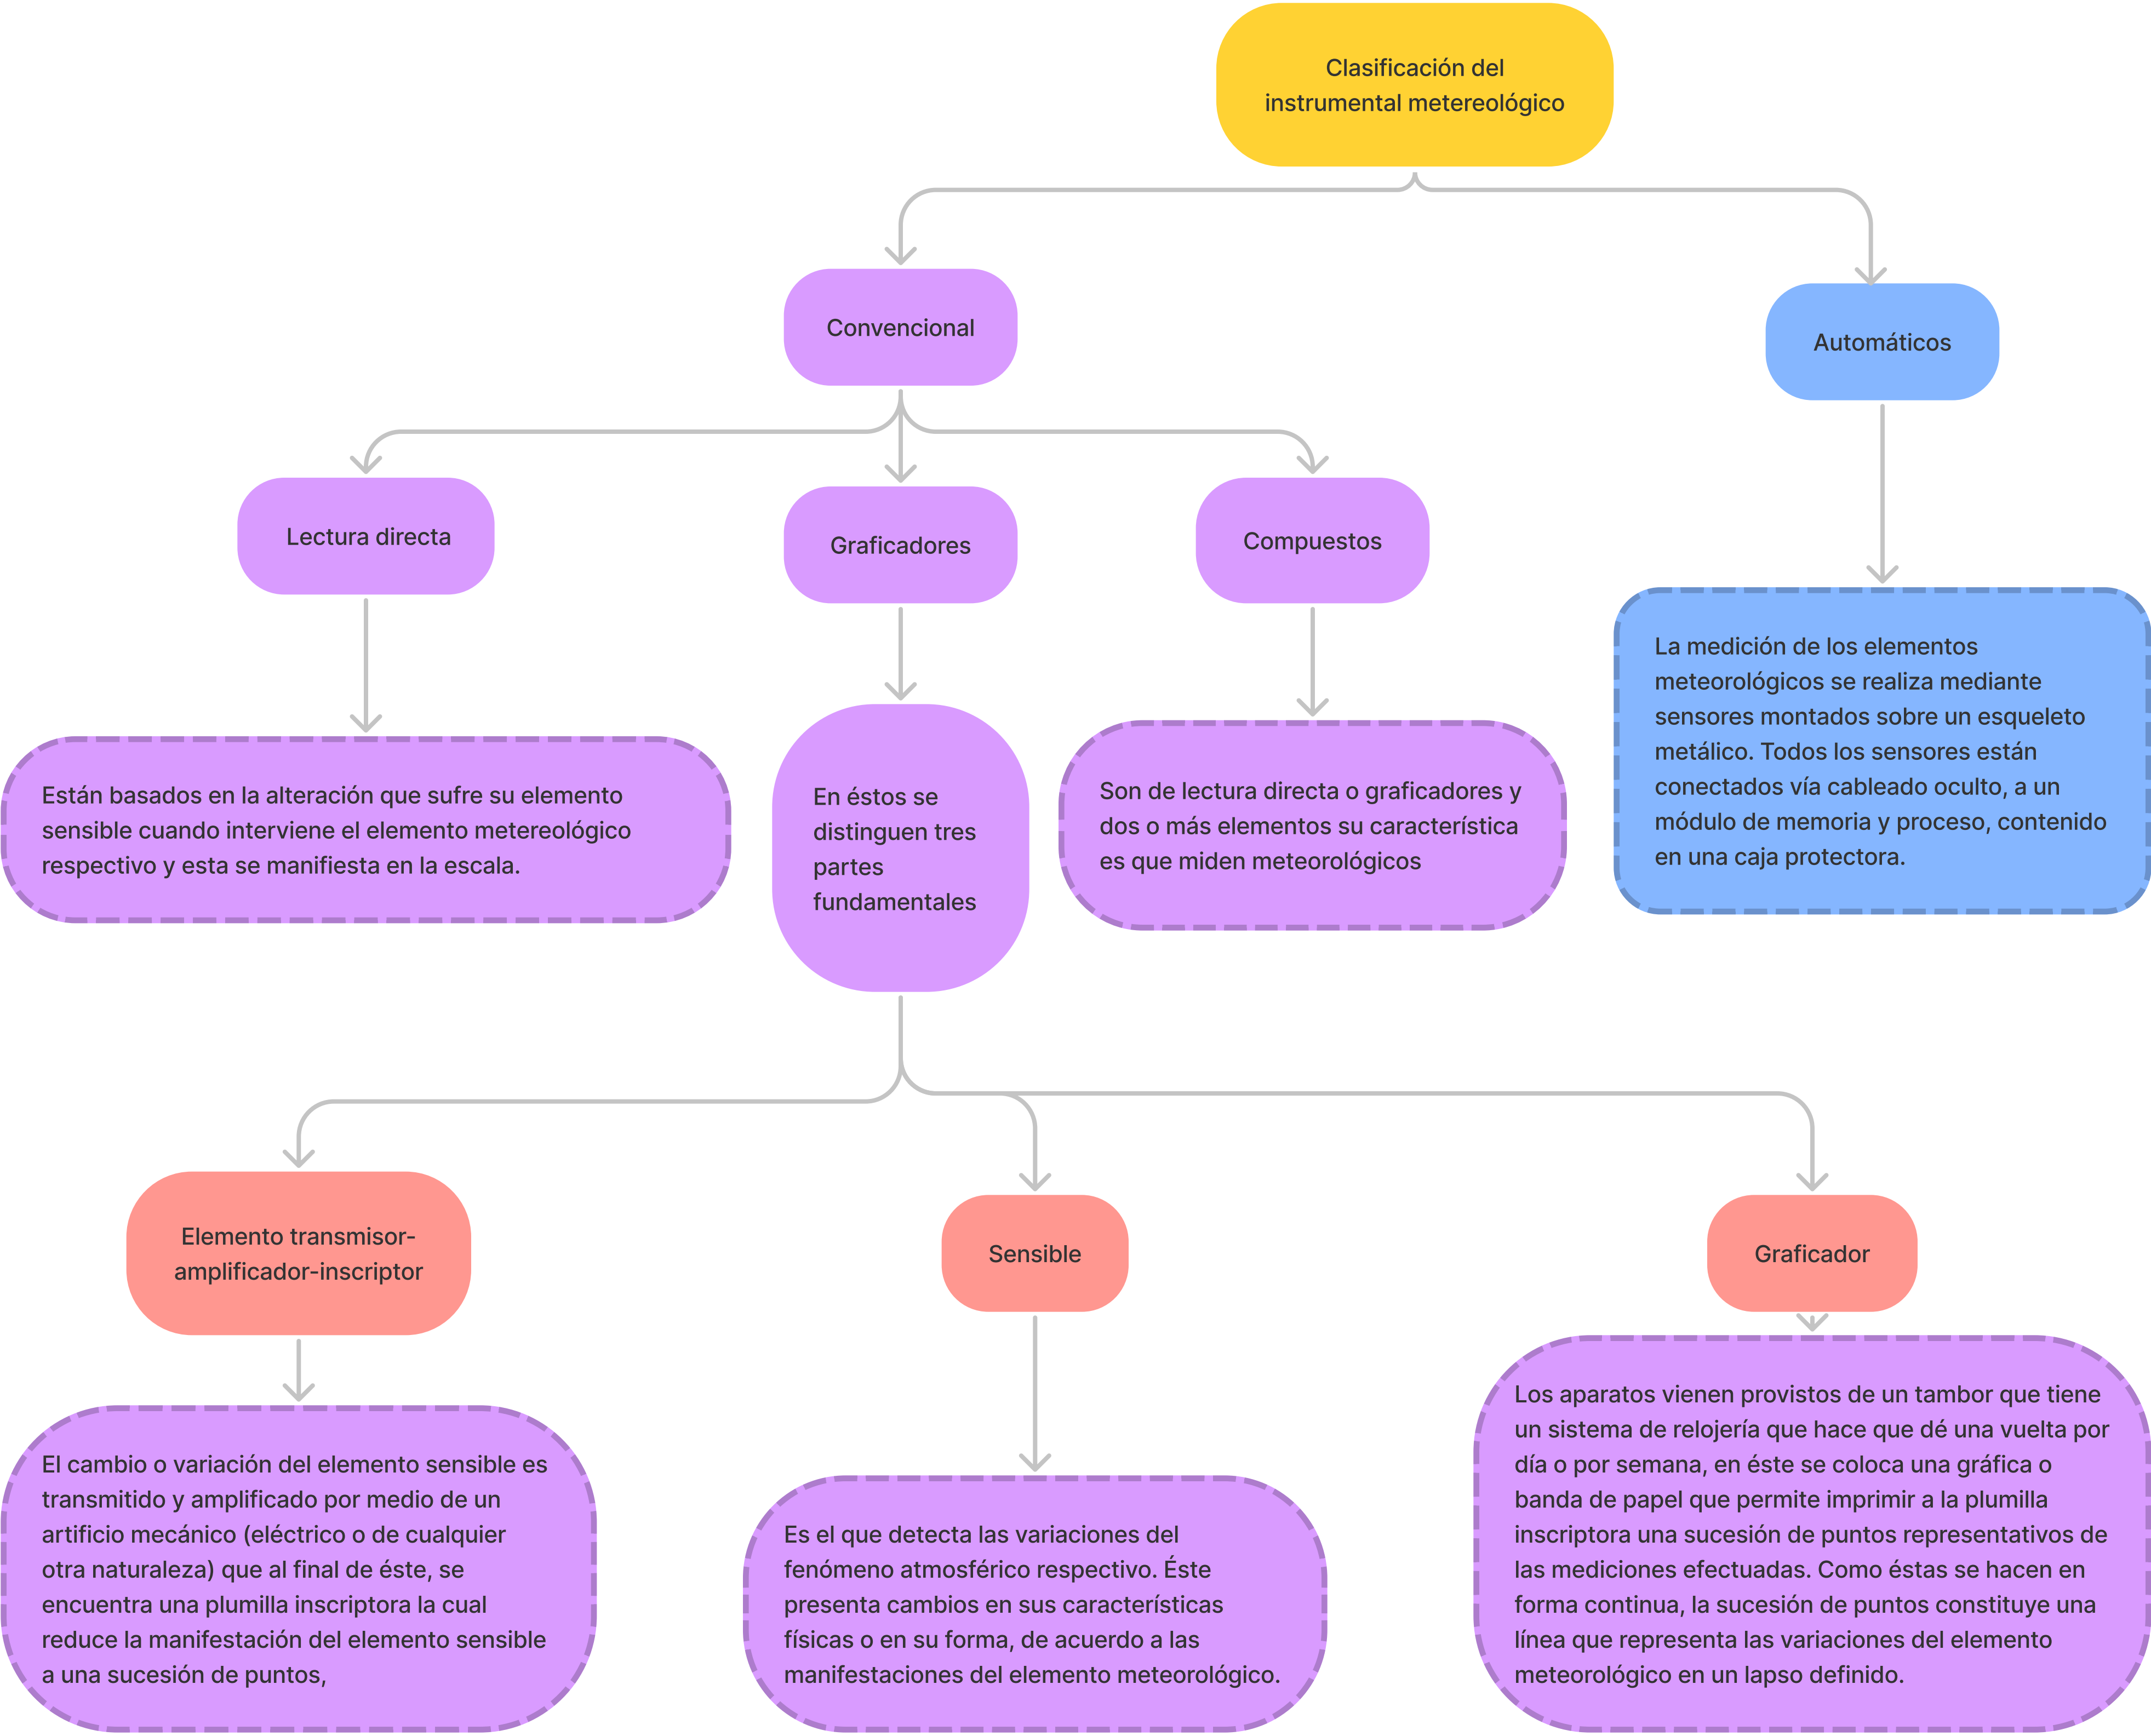 Clasificación del
instrumental metereológico
Convencional
Automáticos
Lectura directa
Graficadores
Compuestos
Están basados en la alteración que sufre su elemento
sensible cuando interviene el elemento metereológico
respectivo y esta se manifiesta en la escala.
En éstos se
distinguen tres
partes
fundamentales
Son de lectura directa o graficadores y
dos o más elementos su característica
es que miden meteorológicos
La medición de los elementos
meteorológicos se realiza mediante
sensores montados sobre un esqueleto
metálico. Todos los sensores están
conectados vía cableado oculto, a un
módulo de memoria y proceso, contenido
en una caja protectora.
Elemento transmisor-
amplificador-inscriptor
Sensible
Graficador
El cambio o variación del elemento sensible es
transmitido y amplificado por medio de un
artificio mecánico (eléctrico o de cualquier
otra naturaleza) que al final de éste, se
encuentra una plumilla inscriptora la cual
reduce la manifestación del elemento sensible
a una sucesión de puntos,
Es el que detecta las variaciones del
fenómeno atmosférico respectivo. Éste
presenta cambios en sus características
físicas o en su forma, de acuerdo a las
manifestaciones del elemento meteorológico.
Los aparatos vienen provistos de un tambor que tiene
un sistema de relojería que hace que dé una vuelta por
día o por semana, en éste se coloca una gráfica o
banda de papel que permite imprimir a la plumilla
inscriptora una sucesión de puntos representativos de
las mediciones efectuadas. Como éstas se hacen en
forma continua, la sucesión de puntos constituye una
línea que representa las variaciones del elemento
meteorológico en un lapso definido.